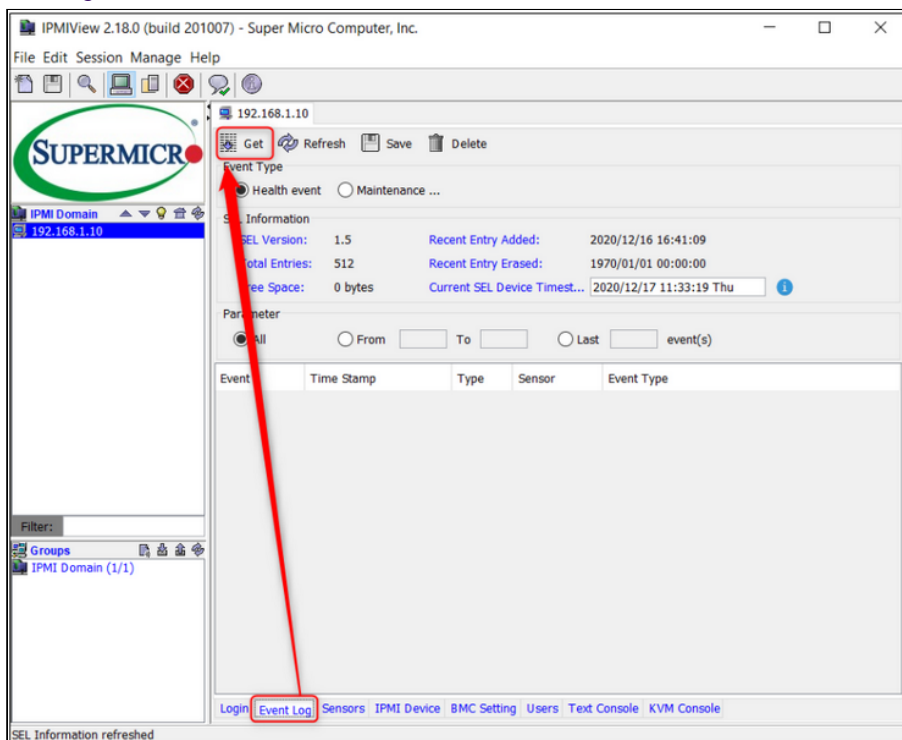 IPMIView 2.18.0 (build 201007) - Super Micro Computer, Inc.
File Edit Session Manage Help
192.168.1.10
SUPERMICR
Get Refresh Save Delete
Event Type
Health event Maintenance ...
IPMI Domain
192.168.1.10
SEL Information
SEL Version: 1.5 Recent Entry Added: 2020/12/16 16:41:09
Total Entries: 512 Recent Entry Erased: 1970/01/01 00:00:00
Free Space: 0 bytes Current SEL Device Timest... 2020/12/17 11:33:19 Thu
Parameter
All From To Last event(s)
Event Time Stamp Type Sensor Event Type
Filter:
Groups
IPMI Domain (1/1)
Login Event Log Sensors IPMI Device BMC Setting Users Text Console KVM Console
SEL Information refreshed